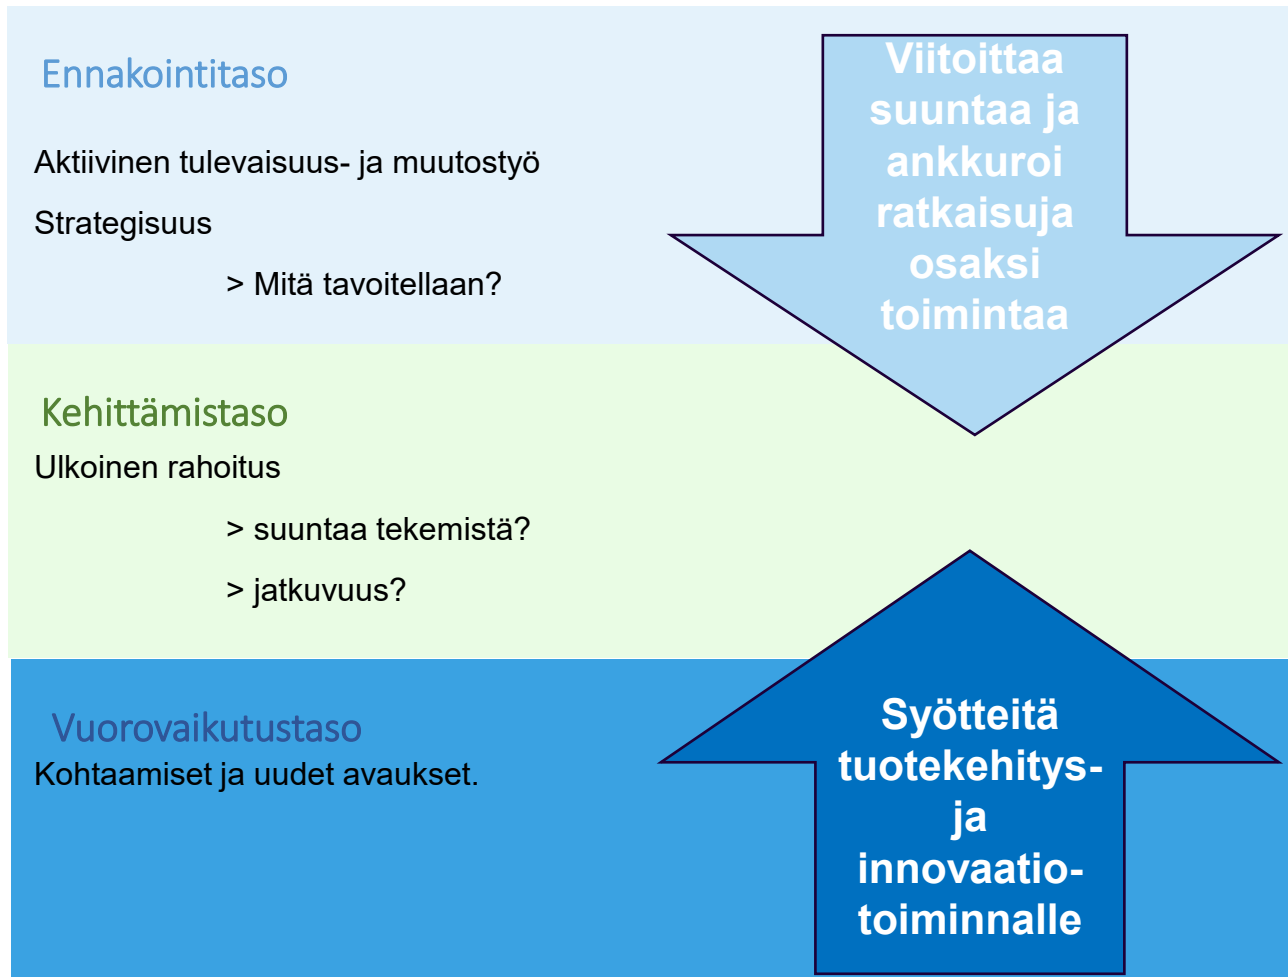 Ennakointitaso
Aktiivinen tulevaisuus- ja muutostyö
Strategisuus
> Mitä tavoitellaan?
Viitoittaa
suuntaa ja
ankkuroi
ratkaisuja
osaksi
toimintaa
Kehittämistaso
Ulkoinen rahoitus
> suuntaa tekemistä?
> jatkuvuus?
Vuorovaikutustaso
Kohtaamiset ja uudet avaukset.
Syötteitä
tuotekehitys-
ja
innovaatio-
toiminnalle